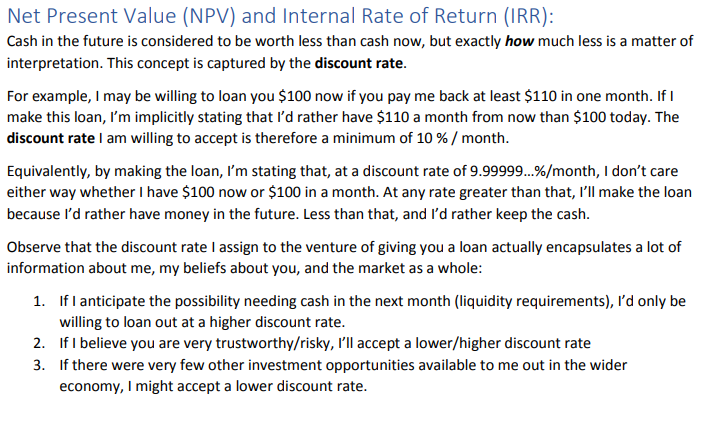 Net Present Value (NPV) and Internal Rate of Return (IRR):
Cash in the future is considered to be worth less than cash now, but exactly how much less is a matter of
interpretation. This concept is captured by the discount rate.
For example, I may be willing to loan you $100 now if you pay me back at least $110 in one month. If I
make this loan, I'm implicitly stating that I'd rather have $110 a month from now than $100 today. The
discount rate I am willing to accept is therefore a minimum of 10 % / month.
Equivalently, by making the loan, I'm stating that, at a discount rate of 9.99999...%/month, I don't care
either way whether I have $100 now or $100 in a month. At any rate greater than that, I'll make the loan
because I'd rather have money in the future. Less than that, and I'd rather keep the cash.
Observe that the discount rate I assign to the venture of giving you a loan actually encapsulates a lot of
information about me, my beliefs about you, and the market as a whole:
1. If I anticipate the possibility needing cash in the next month (liquidity requirements), I'd only be
willing to loan out at a higher discount rate.
2. If I believe you are very trustworthy/risky, I'll accept a lower/higher discount rate
3. If there were very few other investment opportunities available to me out in the wider
economy, I might accept a lower discount rate.